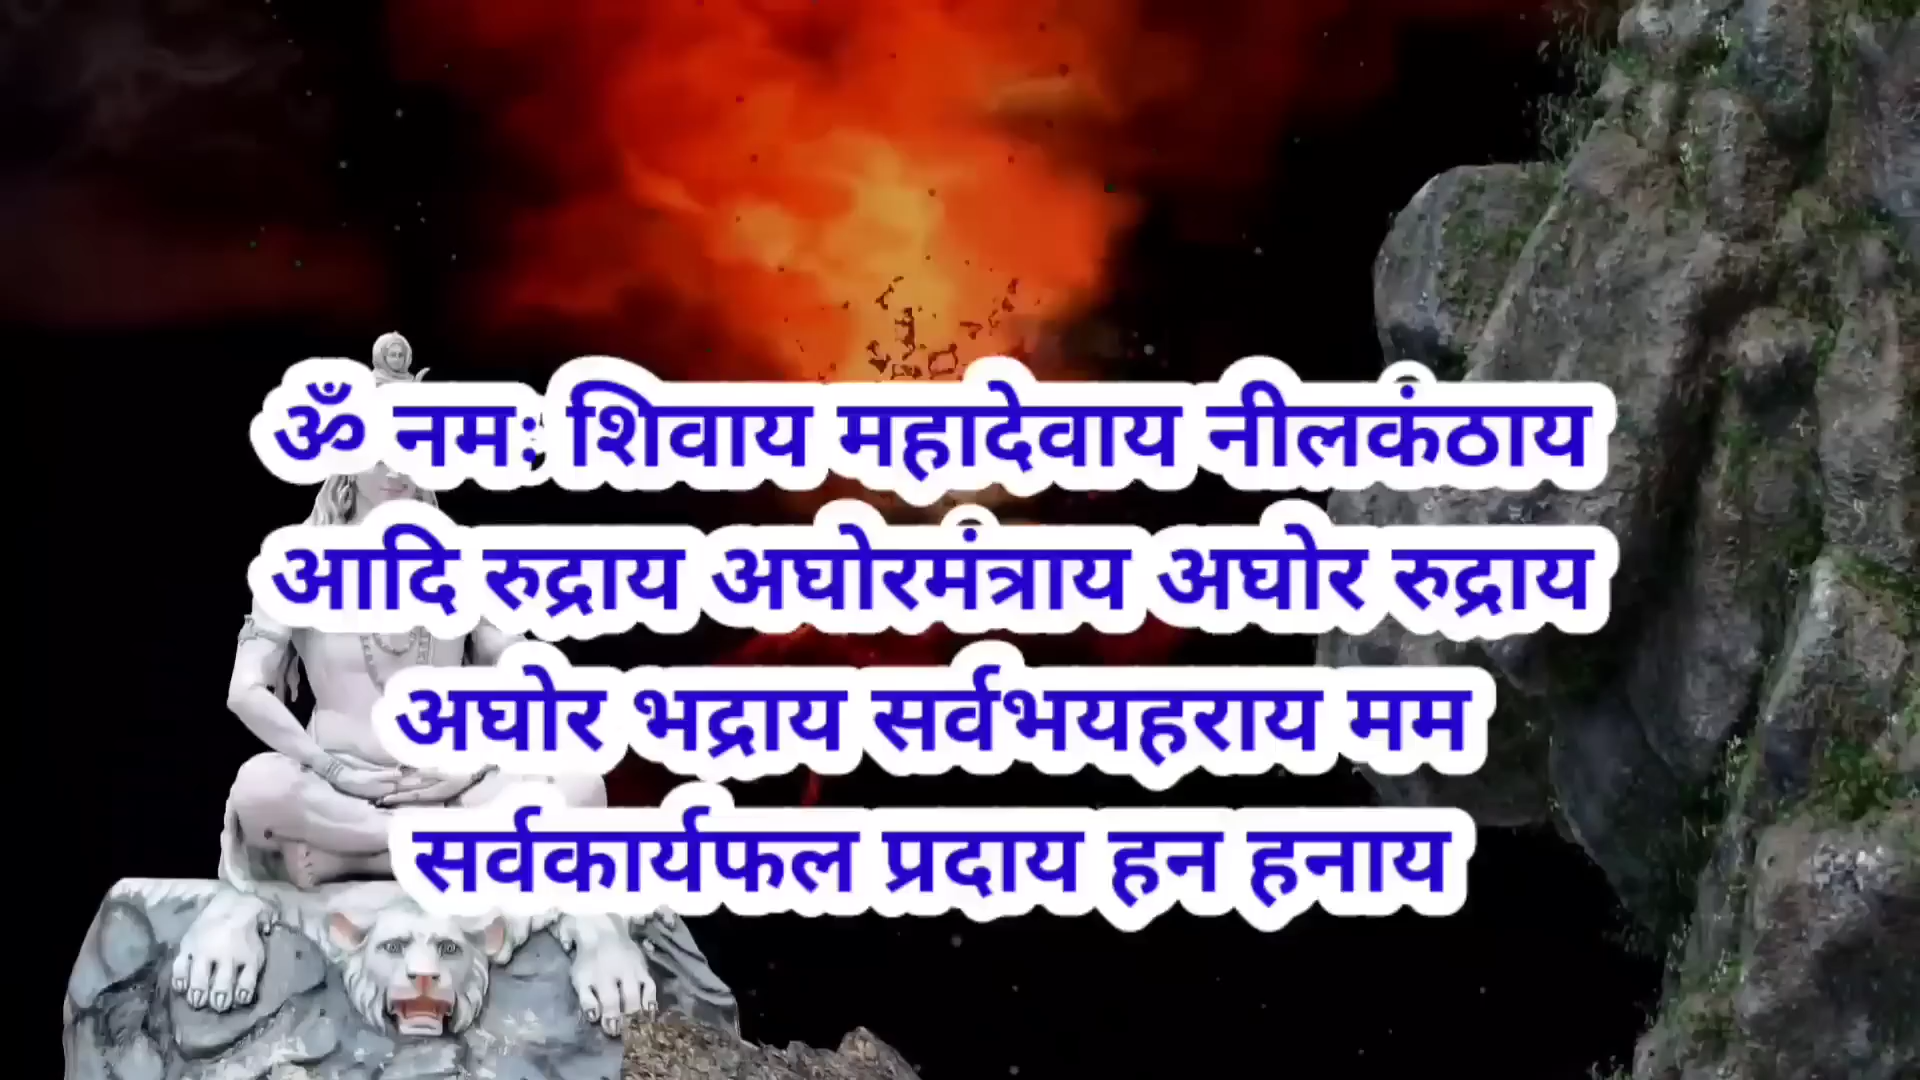 ॐ नमः शिवाय महादेवाय नीलकंठाय
आदि रुद्राय अघोरमंत्राय अघोर रुद्राय
अघोर भद्राय सर्वभयहराय मम
सर्वकार्यफल प्रदाय हन हनाय